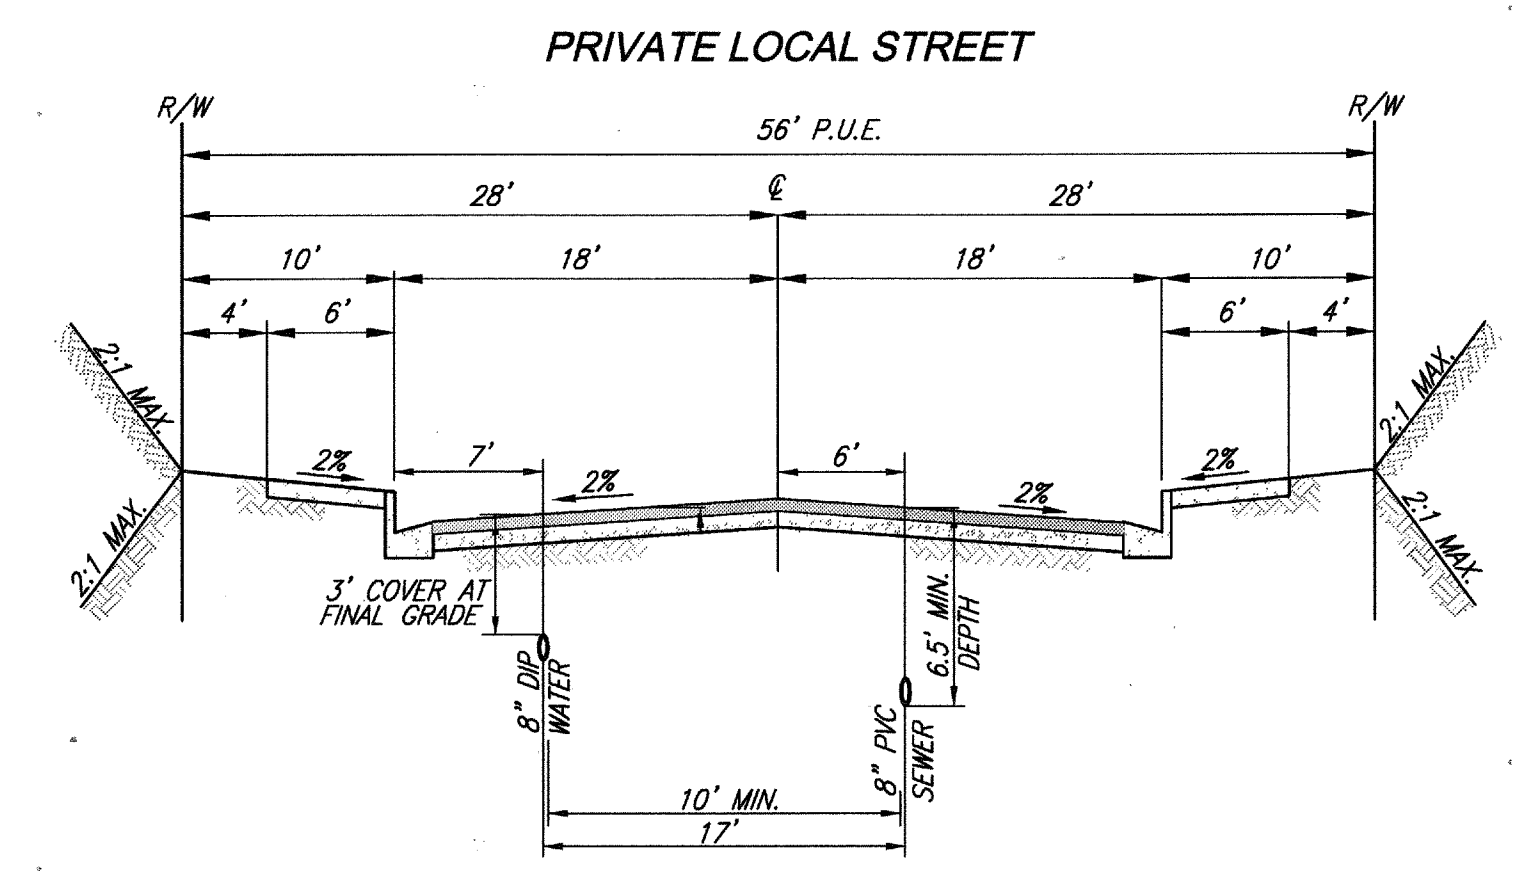 PRIVATE LOCAL STREET
R/W
R/W
56' P.U.E.
28'
℄
28'
10'
18'
18'
10'
4'
6'
6'
4'
2:1 MAX.
2:1 MAX.
2%
7'
2%
6'
2%
2%
2:1 MAX.
2:1 MAX.
3' COVER AT
FINAL GRADE
6.5' MIN.
DEPTH
8" DIP
WATER
8" PVC
SEWER
10' MIN.
17'